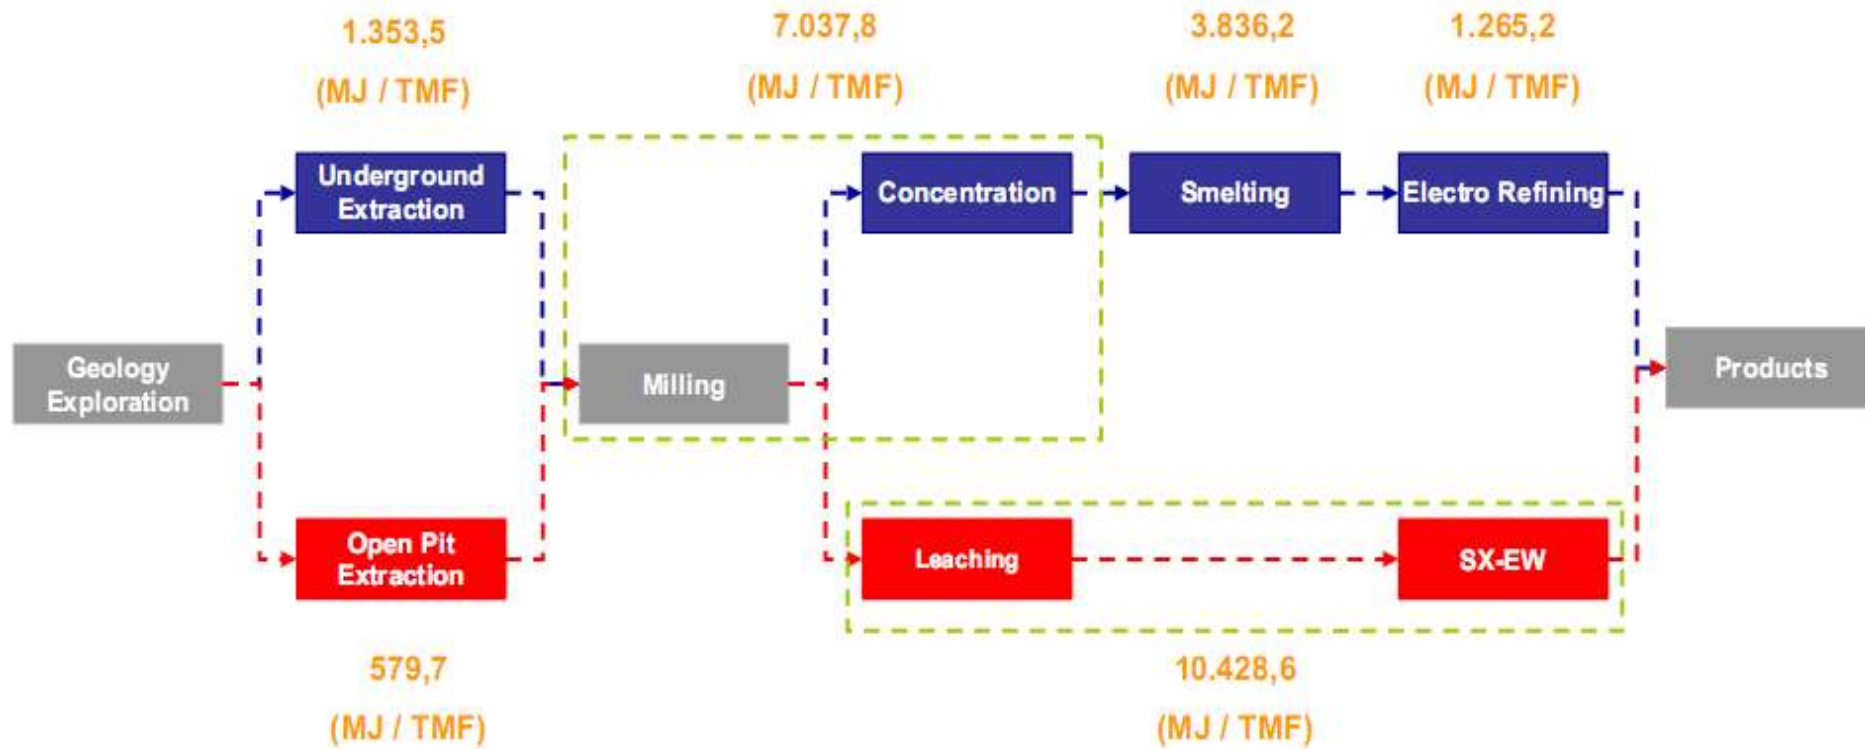 1.353,5
(MJ / TMF)
7.037,8
(MJ / TMF)
3.836,2
(MJ / TMF)
1.265,2
(MJ / TMF)
Underground
Extraction
Concentration
Smelting
Electro Refining
Geology
Exploration
Milling
Products
Open Pit
Extraction
Leaching
SX-EW
579,7
(MJ / TMF)
10.428,6
(MJ / TMF)